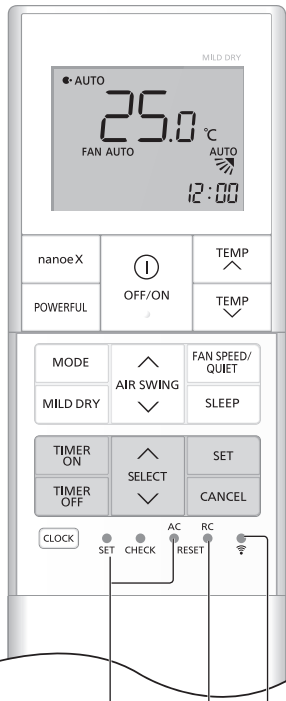 MILD DRY
AUTO
25.0 °C
FAN AUTO AUTO
12:00
nanoe X
OFF/ON
TEMP
POWERFUL
TEMP
MODE
AIR SWING
FAN SPEED/
QUIET
MILD DRY
SLEEP
TIMER
ON
SELECT
SET
TIMER
OFF
CANCEL
CLOCK
AC RC
SET CHECK RESET